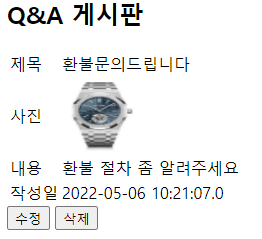 Q&A 게시판
제목 환불문의드립니다
사진
내용 환불 절차 좀 알려주세요
작성일 2022-05-06 10:21:07.0
수정 삭제